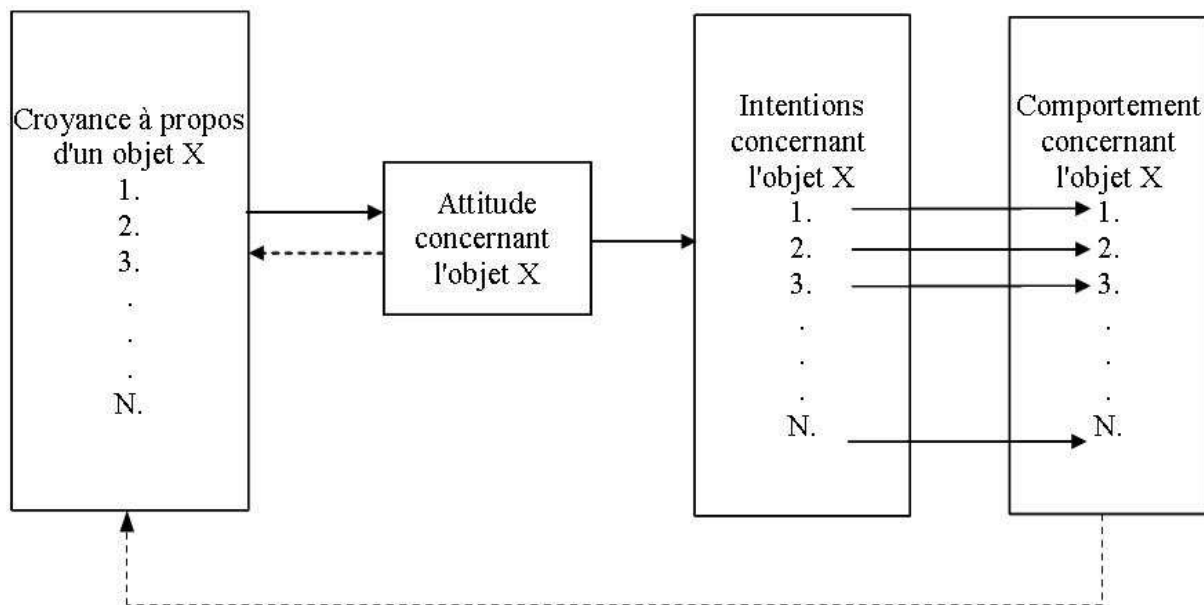 Croyance à propos
d'un objet X
1.
2.
3.
.
.
.
N.
Attitude
concernant
l'objet X
Intentions
concernant
l'objet X
1.
2.
3.
.
.
.
N.
Comportement
concernant
l'objet X
1.
2.
3.
.
.
.
N.